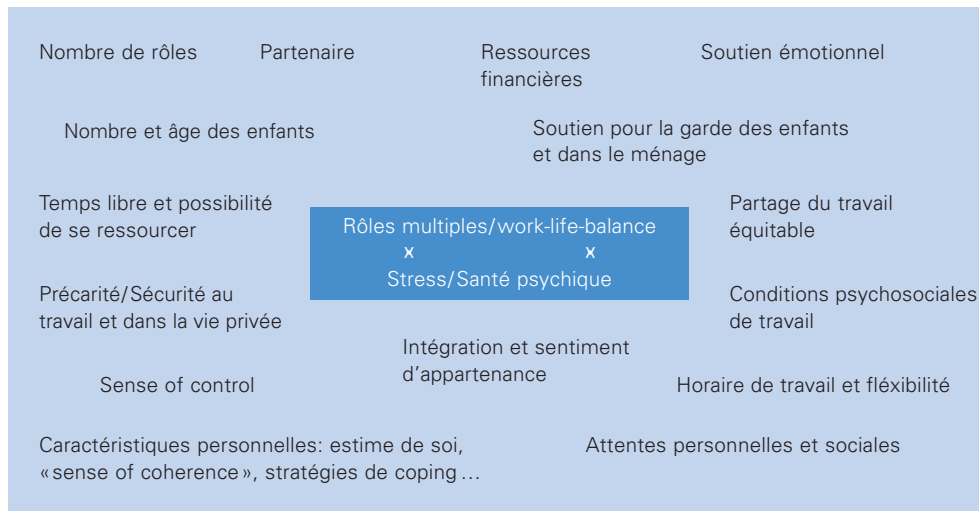 Nombre de rôles
Partenaire
Ressources
financières
Soutien émotionnel
Nombre et âge des enfants
Soutien pour la garde des enfants
et dans le ménage
Temps libre et possibilité
de se ressourcer
Rôles multiples/work-life-balance
x x
Stress/Santé psychique
Partage du travail
équitable
Précarité/Sécurité au
travail et dans la vie privée
Conditions psychosociales
de travail
Intégration et sentiment
d’appartenance
Sense of control
Horaire de travail et fléxibilité
Caractéristiques personnelles: estime de soi,
«sense of coherence», stratégies de coping…
Attentes personnelles et sociales